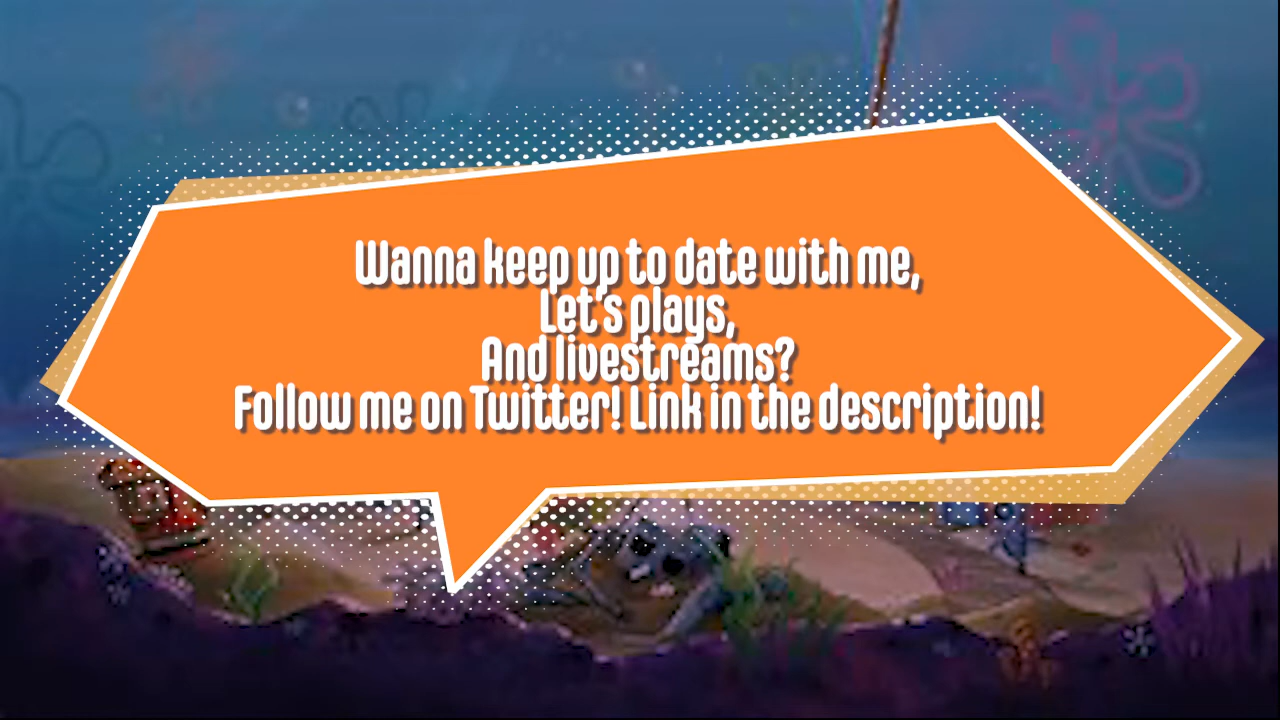 Wanna keep up to date with me,
Let's plays,
And livestreams?
Follow me on Twitter! Link in the description!